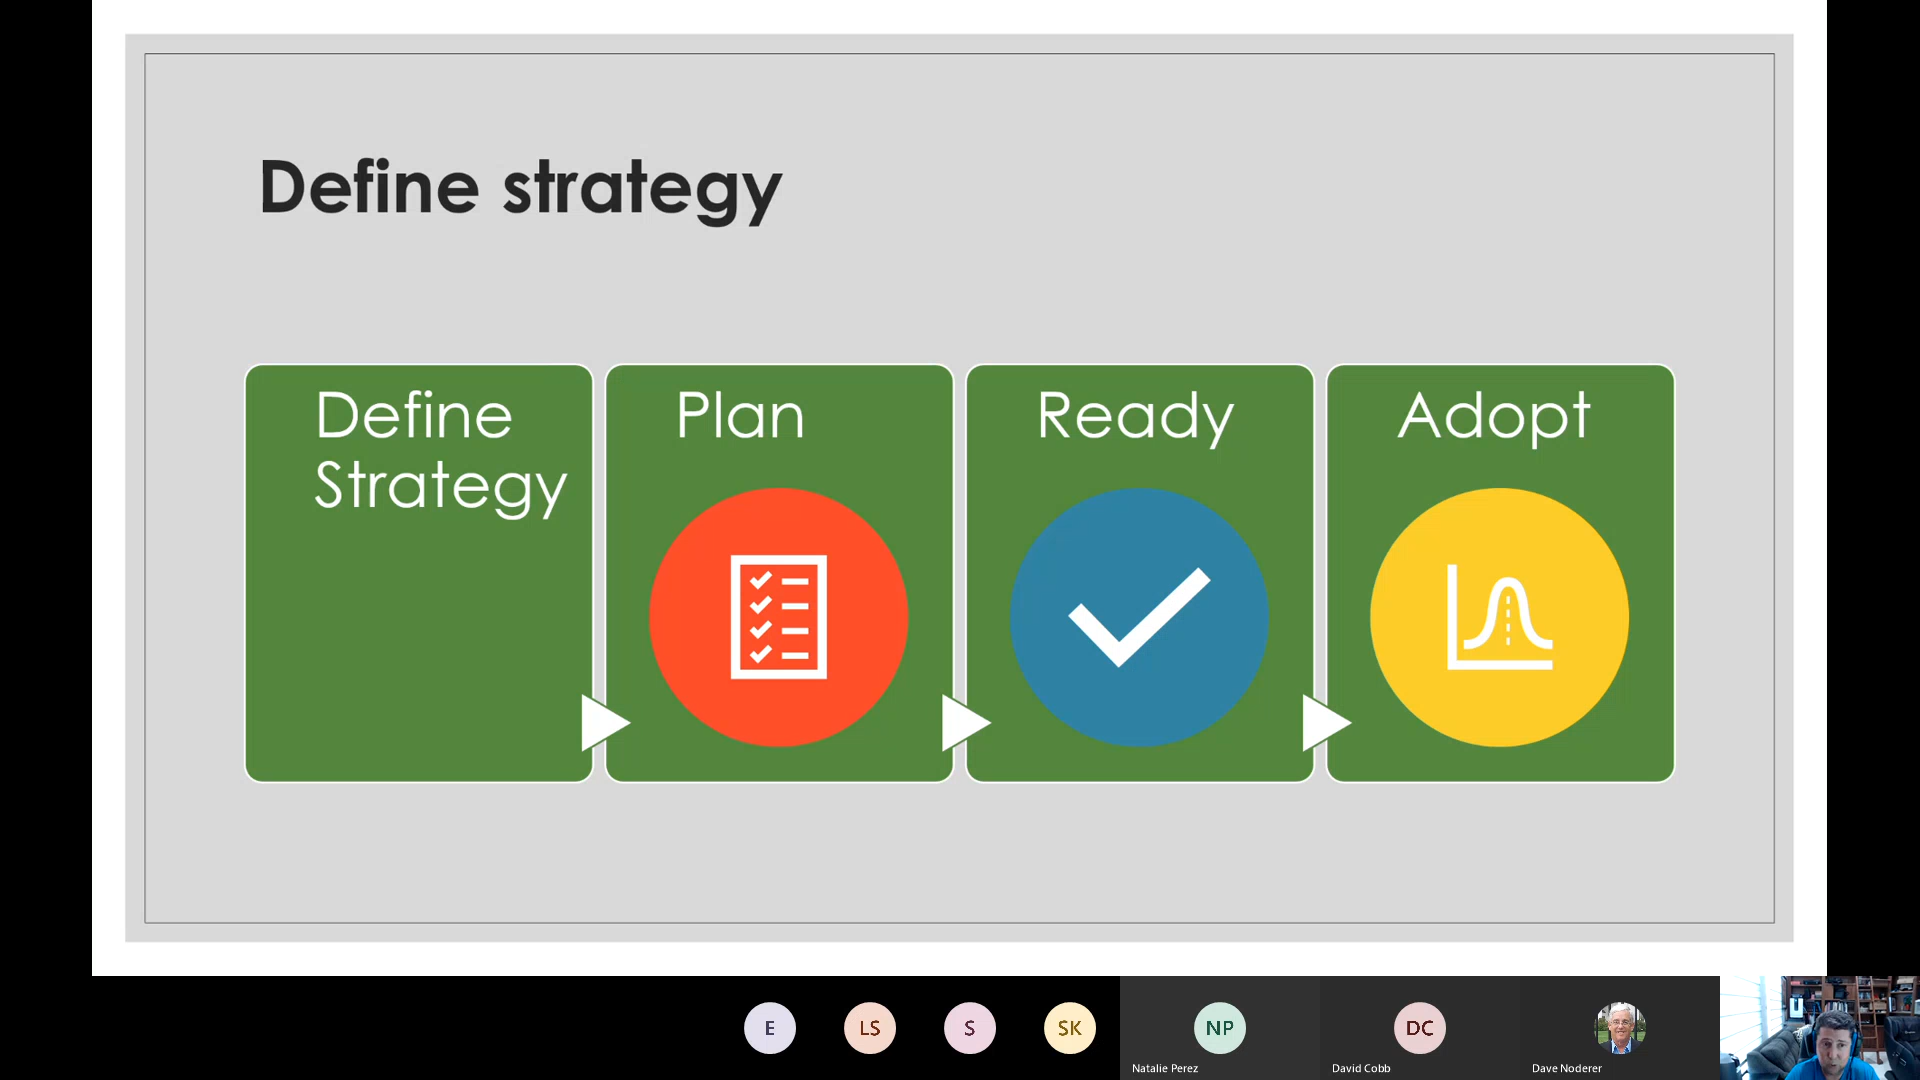 Define strategy
Define
Strategy
Plan
Ready
Adopt
E
LS
S
SK
NP
DC
Natalie Perez
David Cobb
Dave Noderer